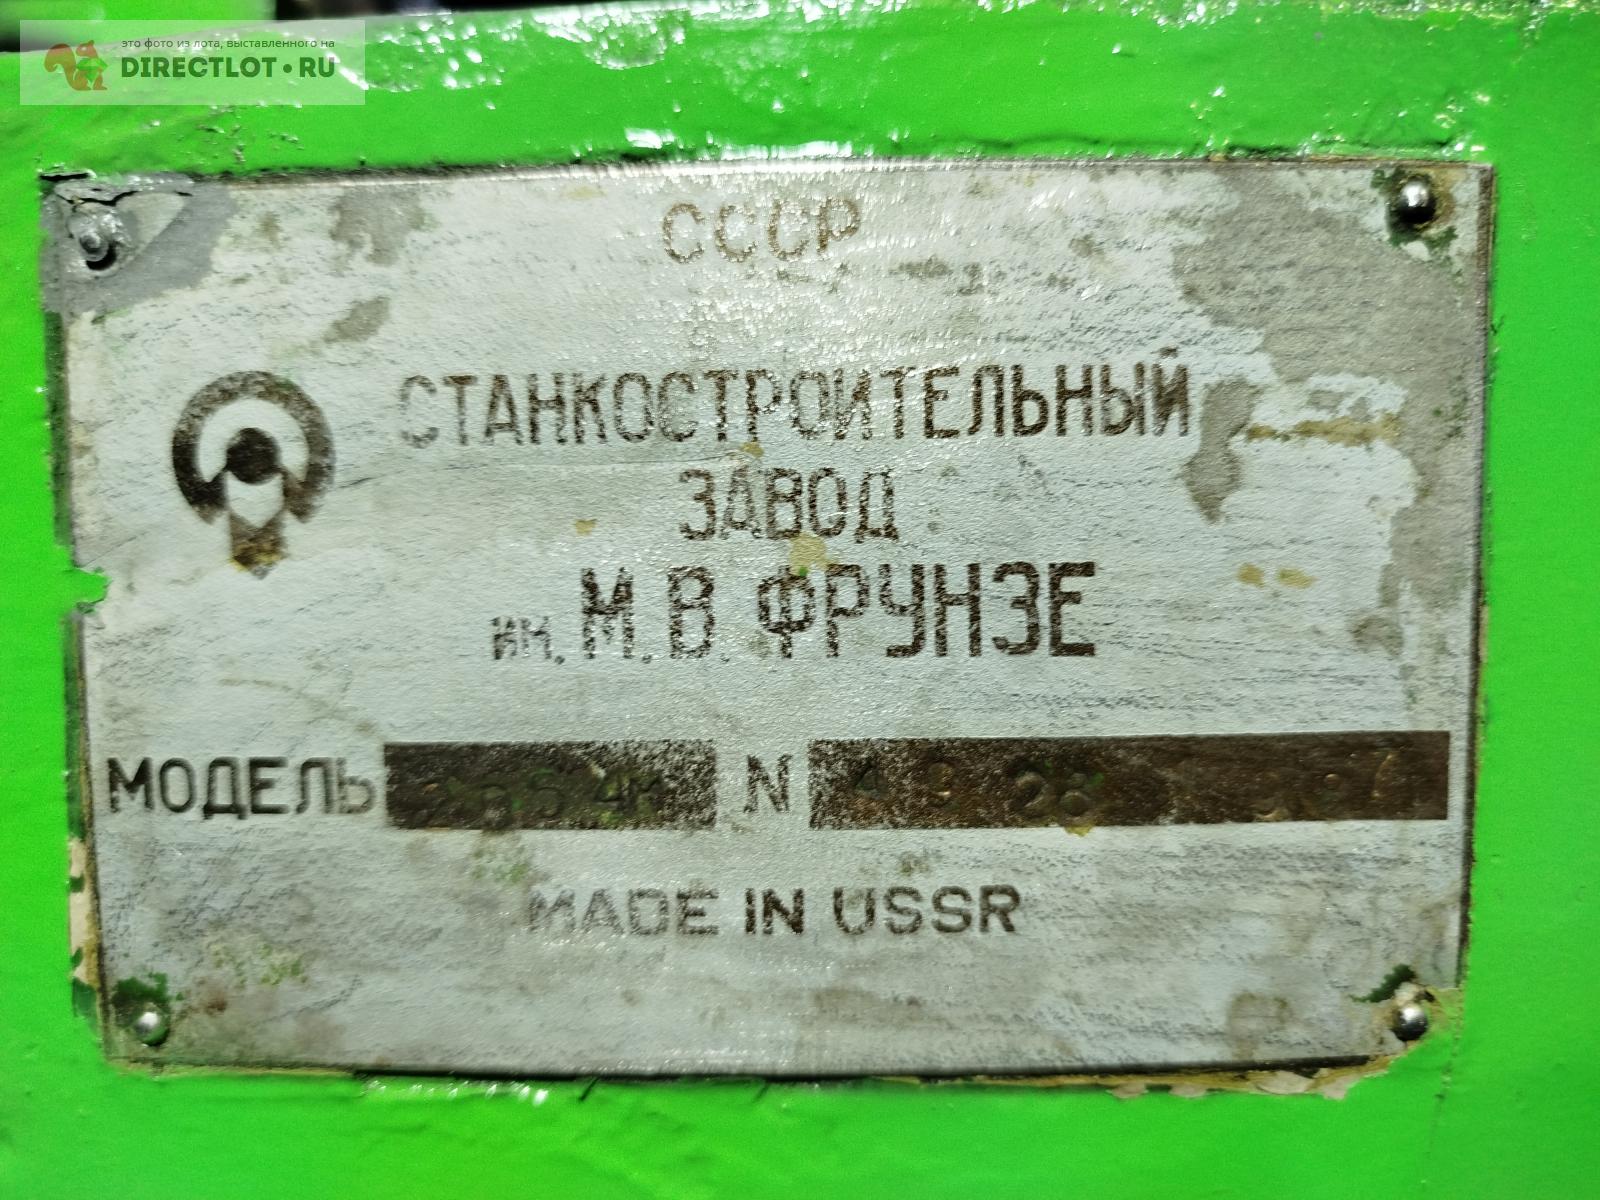 это фото из лота, выставленного на
DIRECTLOT•RU
СССР
СТАНКОСТРОИТЕЛЬНЫЙ
ЗАВОД
им. М.В. ФРУНЗЕ
МОДЕЛЬ N
MADE IN USSR